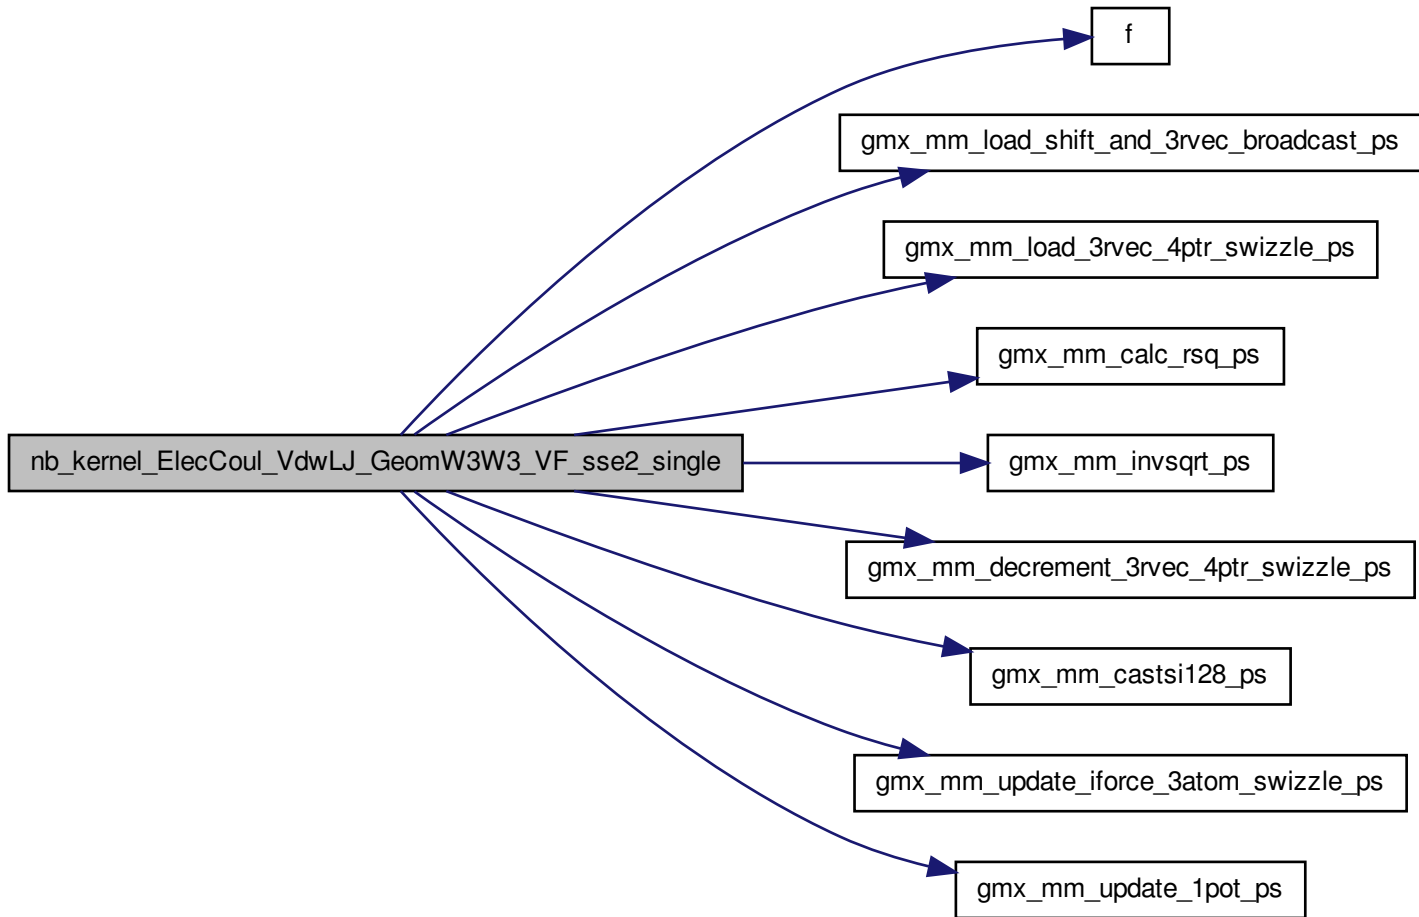 f
gmx_mm_load_shift_and_3rvec_broadcast_ps
gmx_mm_load_3rvec_4ptr_swizzle_ps
gmx_mm_calc_rsq_ps
nb_kernel_ElecCoul_VdwLJ_GeomW3W3_VF_sse2_single
gmx_mm_invsqrt_ps
gmx_mm_decrement_3rvec_4ptr_swizzle_ps
gmx_mm_castsi128_ps
gmx_mm_update_iforce_3atom_swizzle_ps
gmx_mm_update_1pot_ps